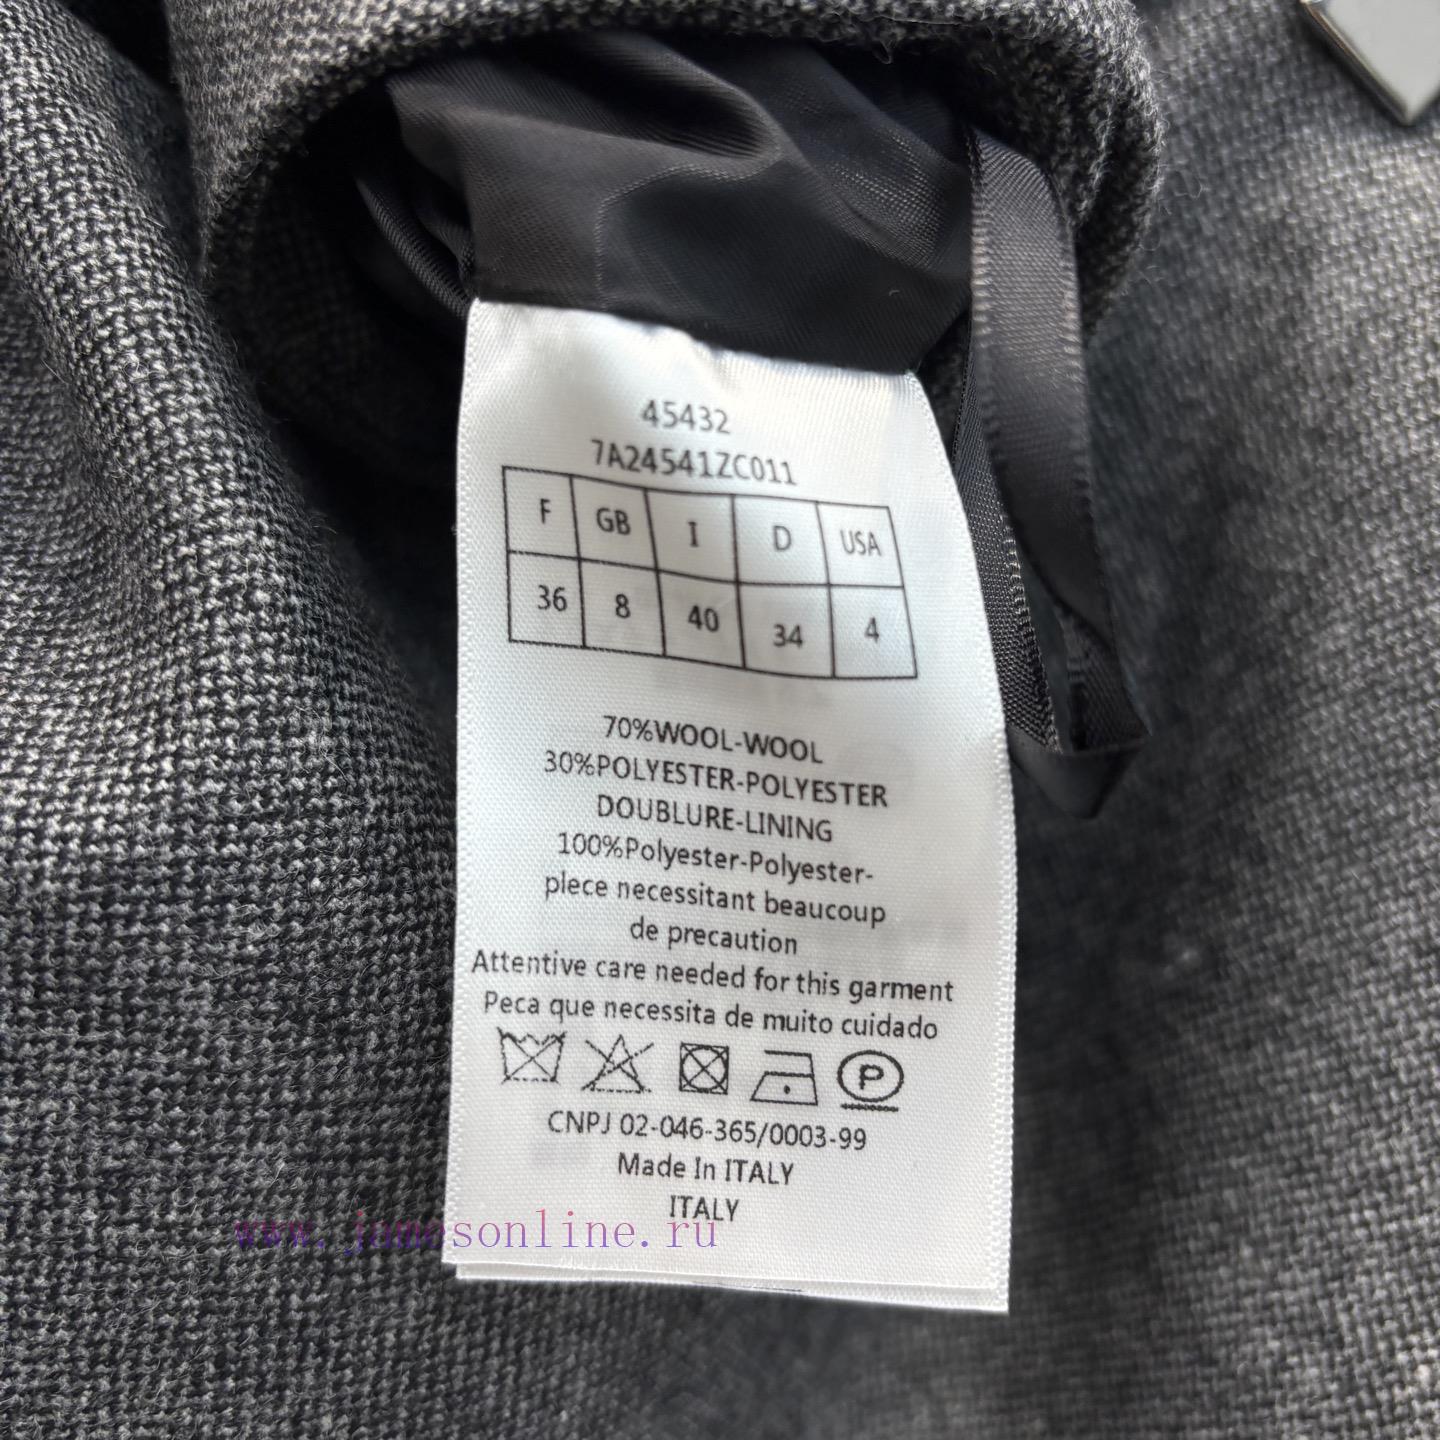 45432
7A24541ZC011
F GB I D USA
36 8 40 34 4
70%WOOL-WOOL
30%POLYESTER-POLYESTER
DOUBLURE-LINING
100%Polyester-Polyester-
plece necessitant beaucoup
de precaution
Attentive care needed for this garment
Peca que necessita de muito cuidado
P
CNPJ 02-046-365/0003-99
Made In ITALY
ITALY
www.jamesonline.ru